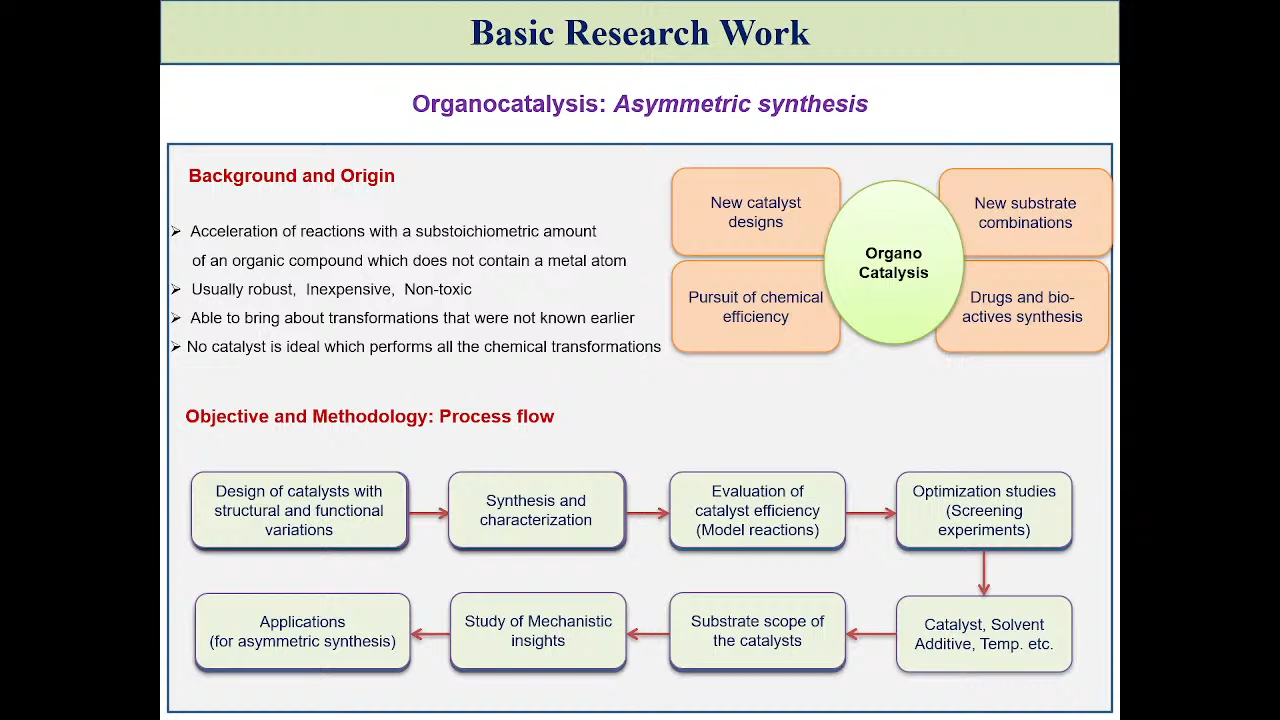 Basic Research Work
Organocatalysis: Asymmetric synthesis
Background and Origin
➢ Acceleration of reactions with a substoichiometric amount
of an organic compound which does not contain a metal atom
➢ Usually robust, Inexpensive, Non-toxic
➢ Able to bring about transformations that were not known earlier
➢ No catalyst is ideal which performs all the chemical transformations
New catalyst
designs
New substrate
combinations
Organo
Catalysis
Pursuit of chemical
efficiency
Drugs and bio-
actives synthesis
Objective and Methodology: Process flow
Design of catalysts with
structural and functional
variations
Synthesis and
characterization
Evaluation of
catalyst efficiency
(Model reactions)
Optimization studies
(Screening
experiments)
Catalyst, Solvent
Additive, Temp. etc.
Substrate scope of
the catalysts
Study of Mechanistic
insights
Applications
(for asymmetric synthesis)